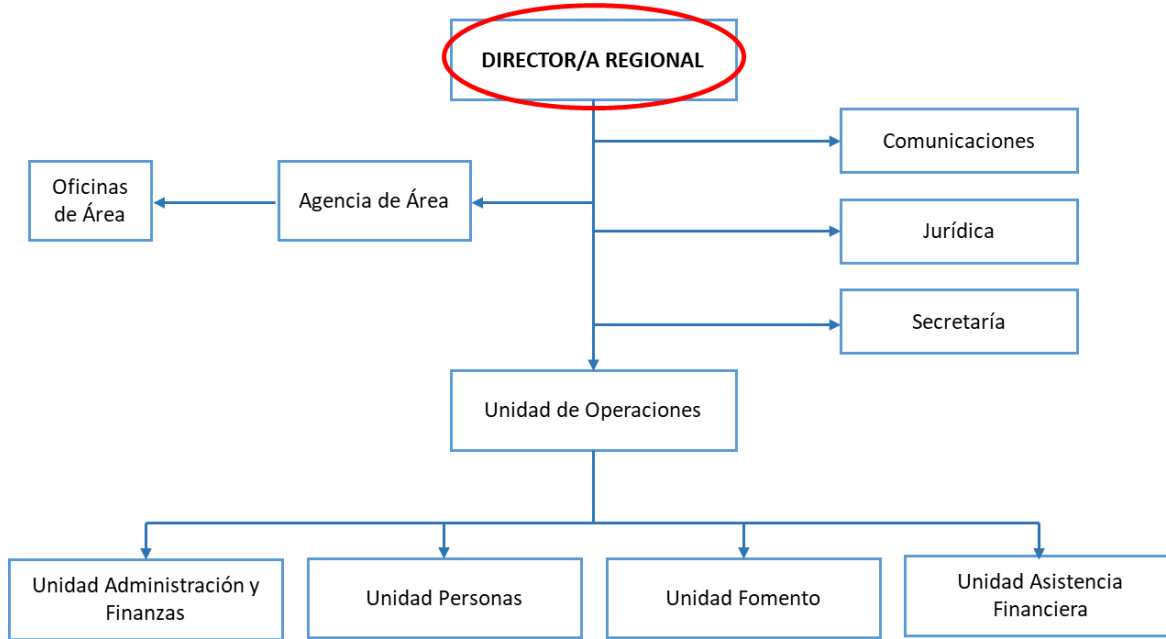 DIRECTOR/A REGIONAL
Comunicaciones
Oficinas
de Área
Agencia de Área
Jurídica
Secretaría
Unidad de Operaciones
Unidad Administración y
Finanzas
Unidad Personas
Unidad Fomento
Unidad Asistencia
Financiera